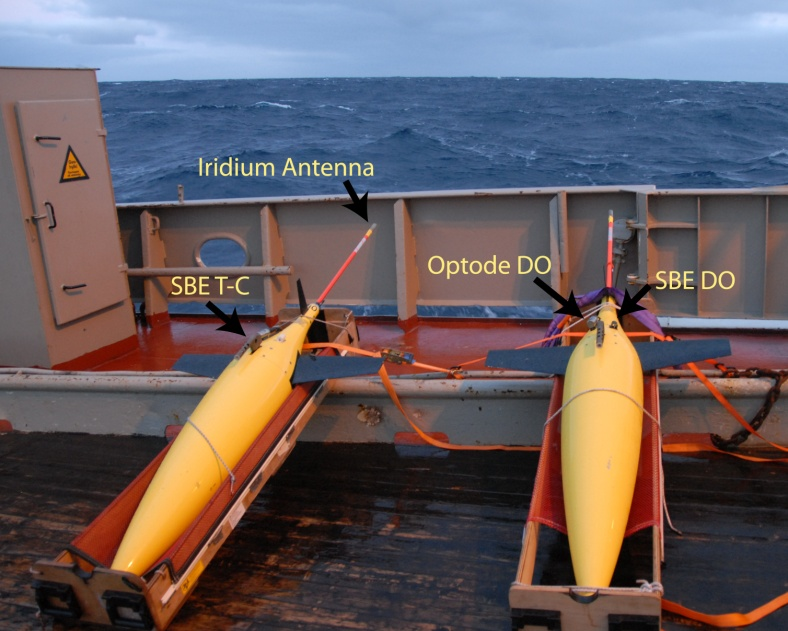 Iridium Antenna
Optode DO
SBE DO
SBE T-C